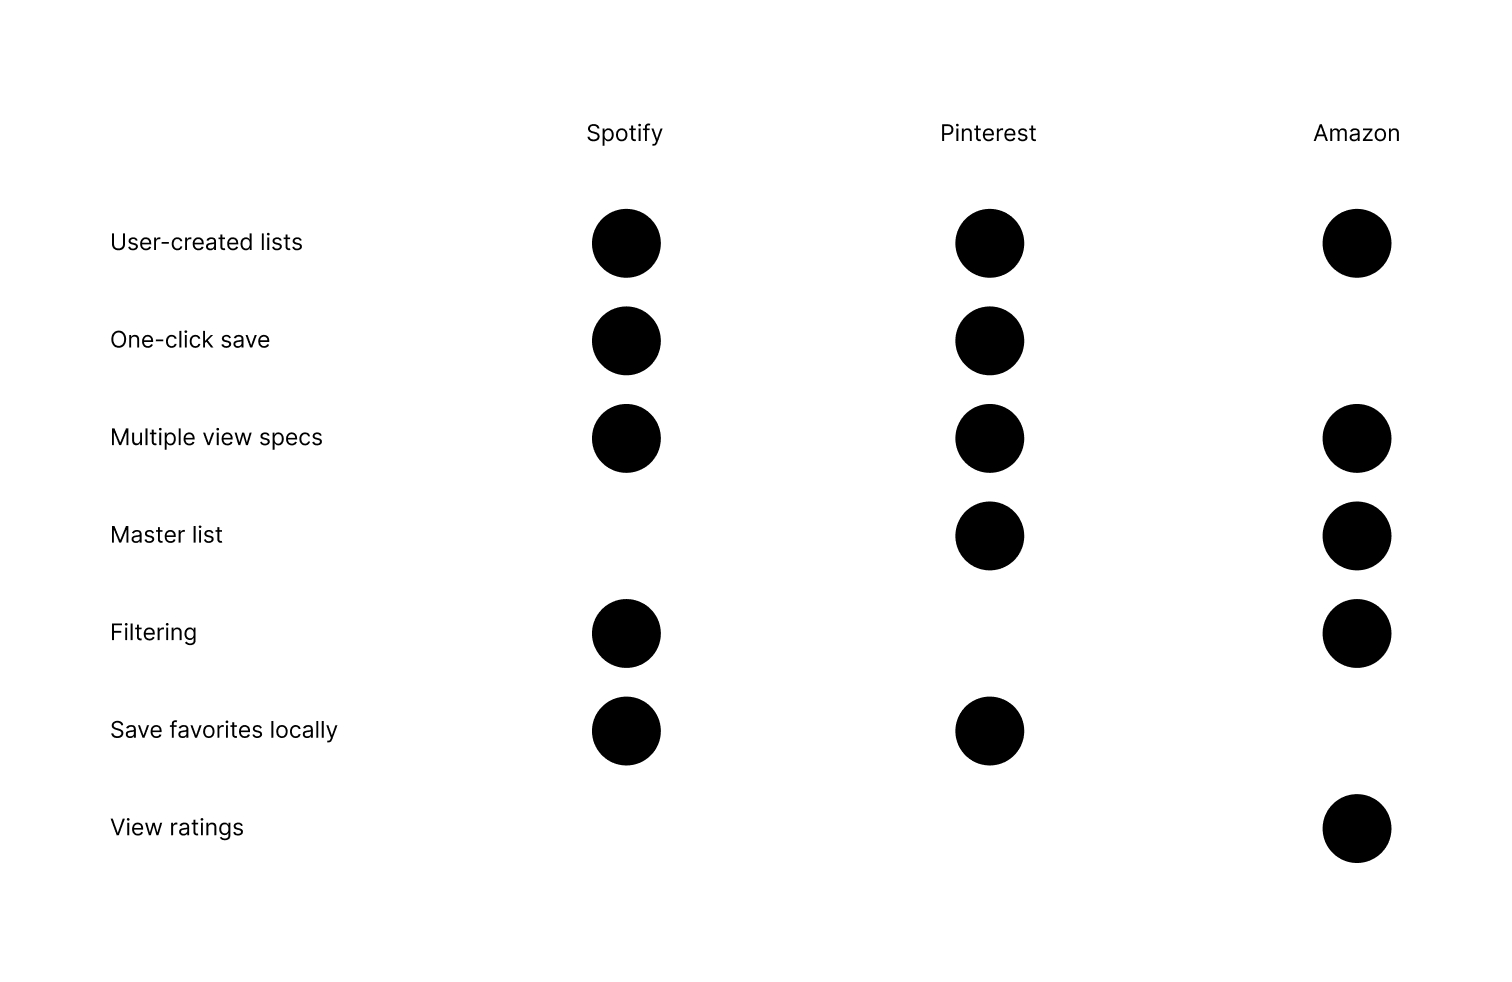 Spotify Pinterest Amazon
User-created lists
One-click save
Multiple view specs
Master list
Filtering
Save favorites locally
View ratings